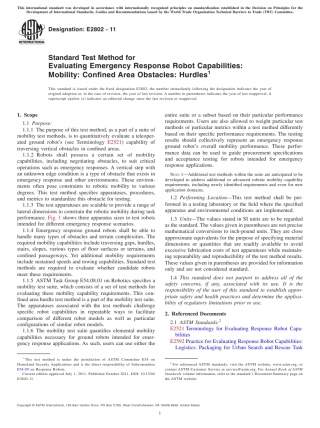 This international standard was developed in accordance with internationally recognized principles on standardization established in the Decision on Principles for the
Development of International Standards, Guides and Recommendations issued by the World Trade Organization Technical Barriers to Trade (TBT) Committee.
Designation: E2802 − 11
Standard Test Method for
Evaluating Emergency Response Robot Capabilities:
Mobility: Confined Area Obstacles: Hurdles1
This standard is issued under the fixed designation E2802; the number immediately following the designation indicates the year of
original adoption or, in the case of revision, the year of last revision. A number in parentheses indicates the year of last reapproval. A
superscript epsilon (´) indicates an editorial change since the last revision or reapproval.
1. Scope
1.1 Purpose:
1.1.1 The purpose of this test method, as a part of a suite of
mobility test methods, is to quantitatively evaluate a teleoper-
ated ground robot's (see Terminology E2521) capability of
traversing vertical obstacles in confined areas.
1.1.2 Robots shall possess a certain set of mobility
capabilities, including negotiating obstacles, to suit critical
operations such as emergency responses. A vertical step with
an unknown edge condition is a type of obstacle that exists in
emergency response and other environments. These environ-
ments often pose constraints to robotic mobility to various
degrees. This test method specifies apparatuses, procedures,
and metrics to standardize this obstacle for testing.
1.1.3 The test apparatuses are scalable to provide a range of
lateral dimensions to constrain the robotic mobility during task
performance. Fig. 1 shows three apparatus sizes to test robots
intended for different emergency response scenarios.
1.1.4 Emergency response ground robots shall be able to
handle many types of obstacles and terrain complexities. The
required mobility capabilities include traversing gaps, hurdles,
stairs, slopes, various types of floor surfaces or terrains, and
confined passageways. Yet additional mobility requirements
include sustained speeds and towing capabilities. Standard test
methods are required to evaluate whether candidate robots
meet these requirements.
1.1.5 ASTM Task Group E54.08.01 on Robotics specifies a
mobility test suite, which consists of a set of test methods for
evaluating these mobility capability requirements. This con-
fined area hurdle test method is a part of the mobility test suite.
The apparatuses associated with the test methods challenge
specific robot capabilities in repeatable ways to facilitate
comparison of different robot models as well as particular
configurations of similar robot models.
1.1.6 The mobility test suite quantifies elemental mobility
capabilities necessary for ground robots intended for emer-
gency response applications. As such, users can use either the
1 This test method is under the jurisdiction of ASTM Committee E54 on
Homeland Security Applications and is the direct responsibility of Subcommittee
E54.09 on Response Robots.
Current edition approved July 1, 2011. Published October 2011. DOI: 10.1520/
E2802-11.
entire suite or a subset based on their particular performance
requirements. Users are also allowed to weight particular test
methods or particular metrics within a test method differently
based on their specific performance requirements. The testing
results should collectively represent an emergency response
ground robot's overall mobility performance. These perfor-
mance data can be used to guide procurement specifications
and acceptance testing for robots intended for emergency
response applications.
NOTE 1—Additional test methods within the suite are anticipated to be
developed to address additional or advanced robotic mobility capability
requirements, including newly identified requirements and even for new
application domains.
1.2 Performing Location—This test method shall be per-
formed in a testing laboratory or the field where the specified
apparatus and environmental conditions are implemented.
1.3 Units—The values stated in SI units are to be regarded
as the standard. The values given in parentheses are not precise
mathematical conversions to inch-pound units. They are close
approximate equivalents for the purpose of specifying material
dimensions or quantities that are readily available to avoid
excessive fabrication costs of test apparatuses while maintain-
ing repeatability and reproducibility of the test method results.
These values given in parentheses are provided for information
only and are not considered standard.
1.4 This standard does not purport to address all of the
safety concerns, if any, associated with its use. It is the
responsibility of the user of this standard to establish appro-
priate safety and health practices and determine the applica-
bility of regulatory limitations prior to use.
2. Referenced Documents
2.1 ASTM Standards:2
E2521 Terminology for Evaluating Response Robot Capa-
bilities
E2592 Practice for Evaluating Response Robot Capabilities:
Logistics: Packaging for Urban Search and Rescue Task
2 For referenced ASTM standards, visit the ASTM website, www.astm.org, or
contact ASTM Customer Service at service@astm.org. For Annual Book of ASTM
Standards volume information, refer to the standard's Document Summary page on
the ASTM website.
Copyright © ASTM International, 100 Barr Harbor Drive, PO Box C700, West Conshohocken, PA 19428-2959. United States
1